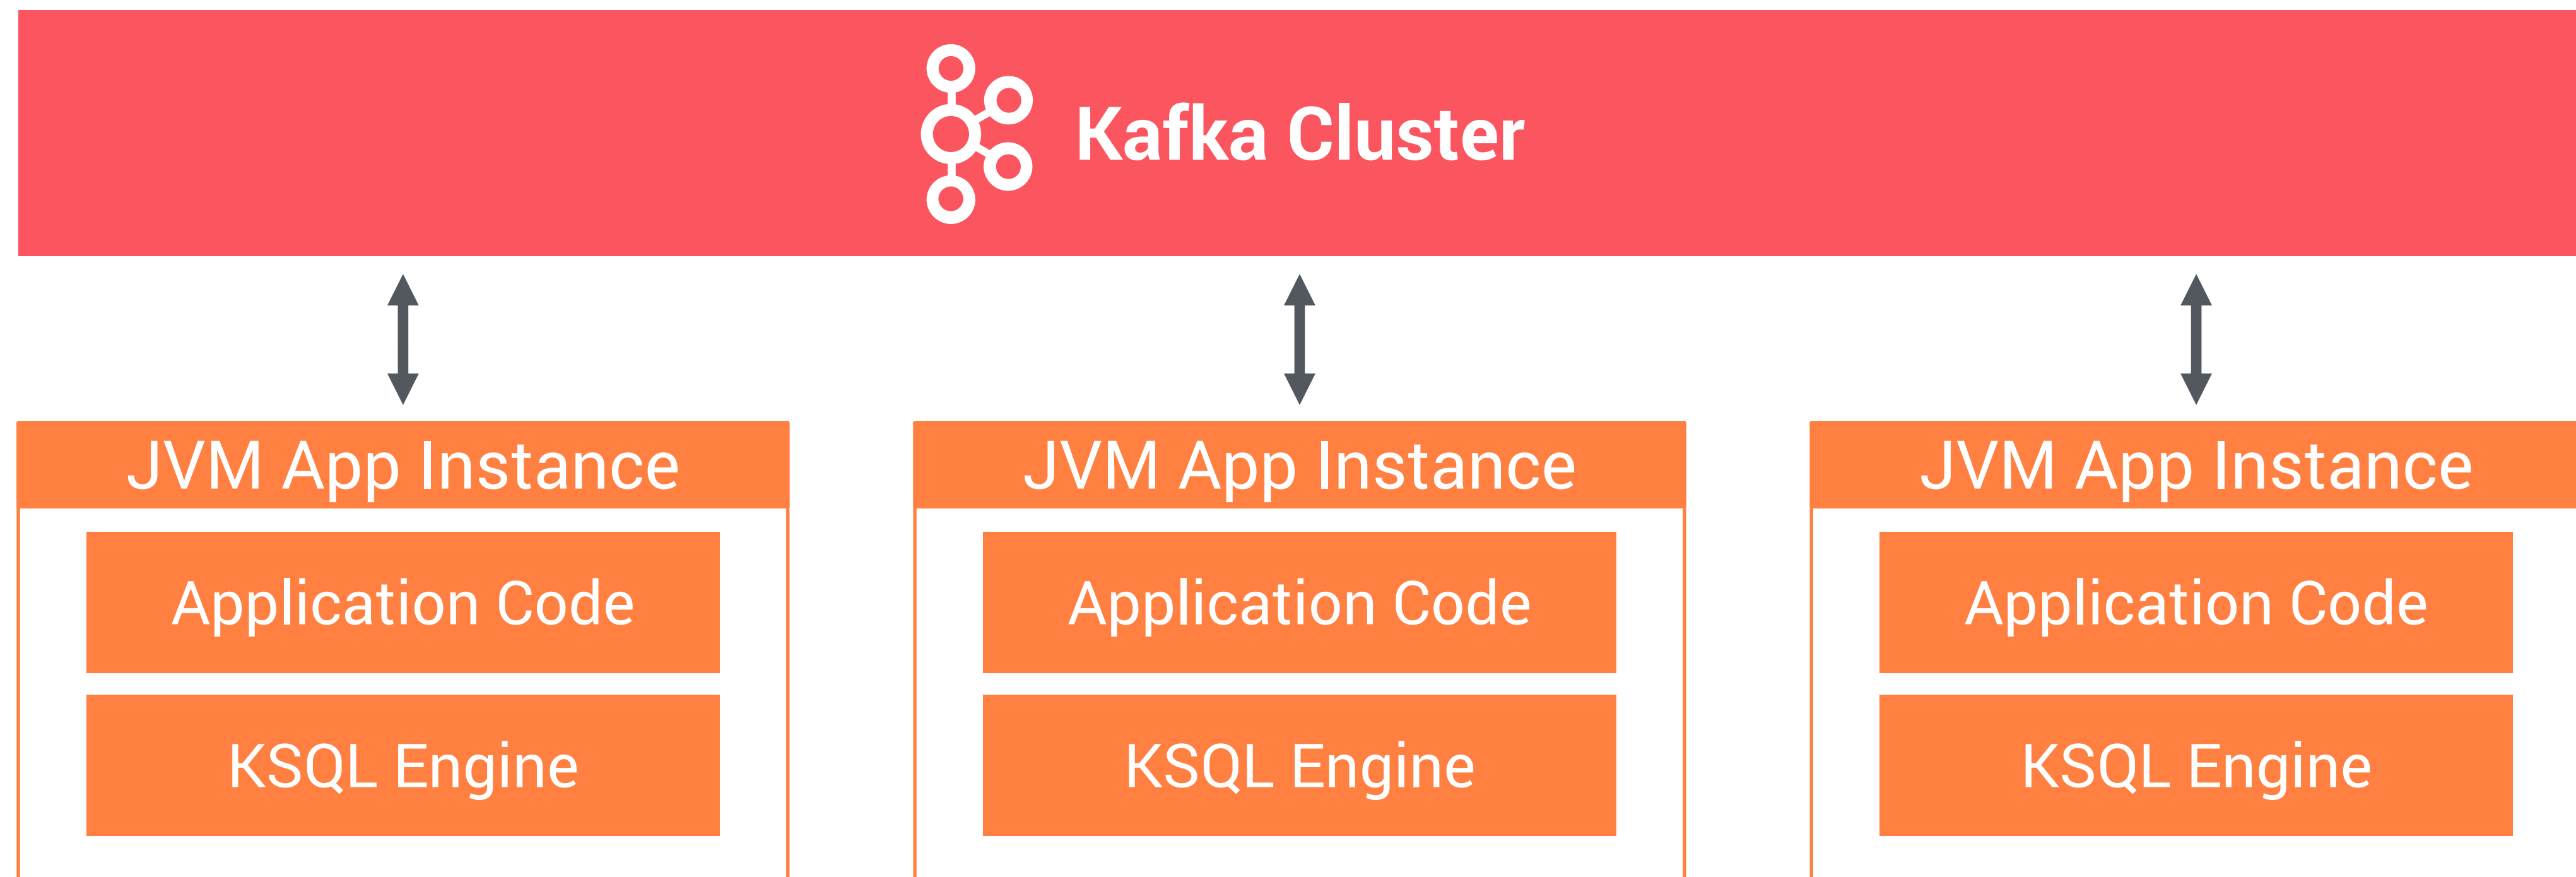 Kafka Cluster
JVM App Instance
Application Code
KSQL Engine
JVM App Instance
Application Code
KSQL Engine
JVM App Instance
Application Code
KSQL Engine